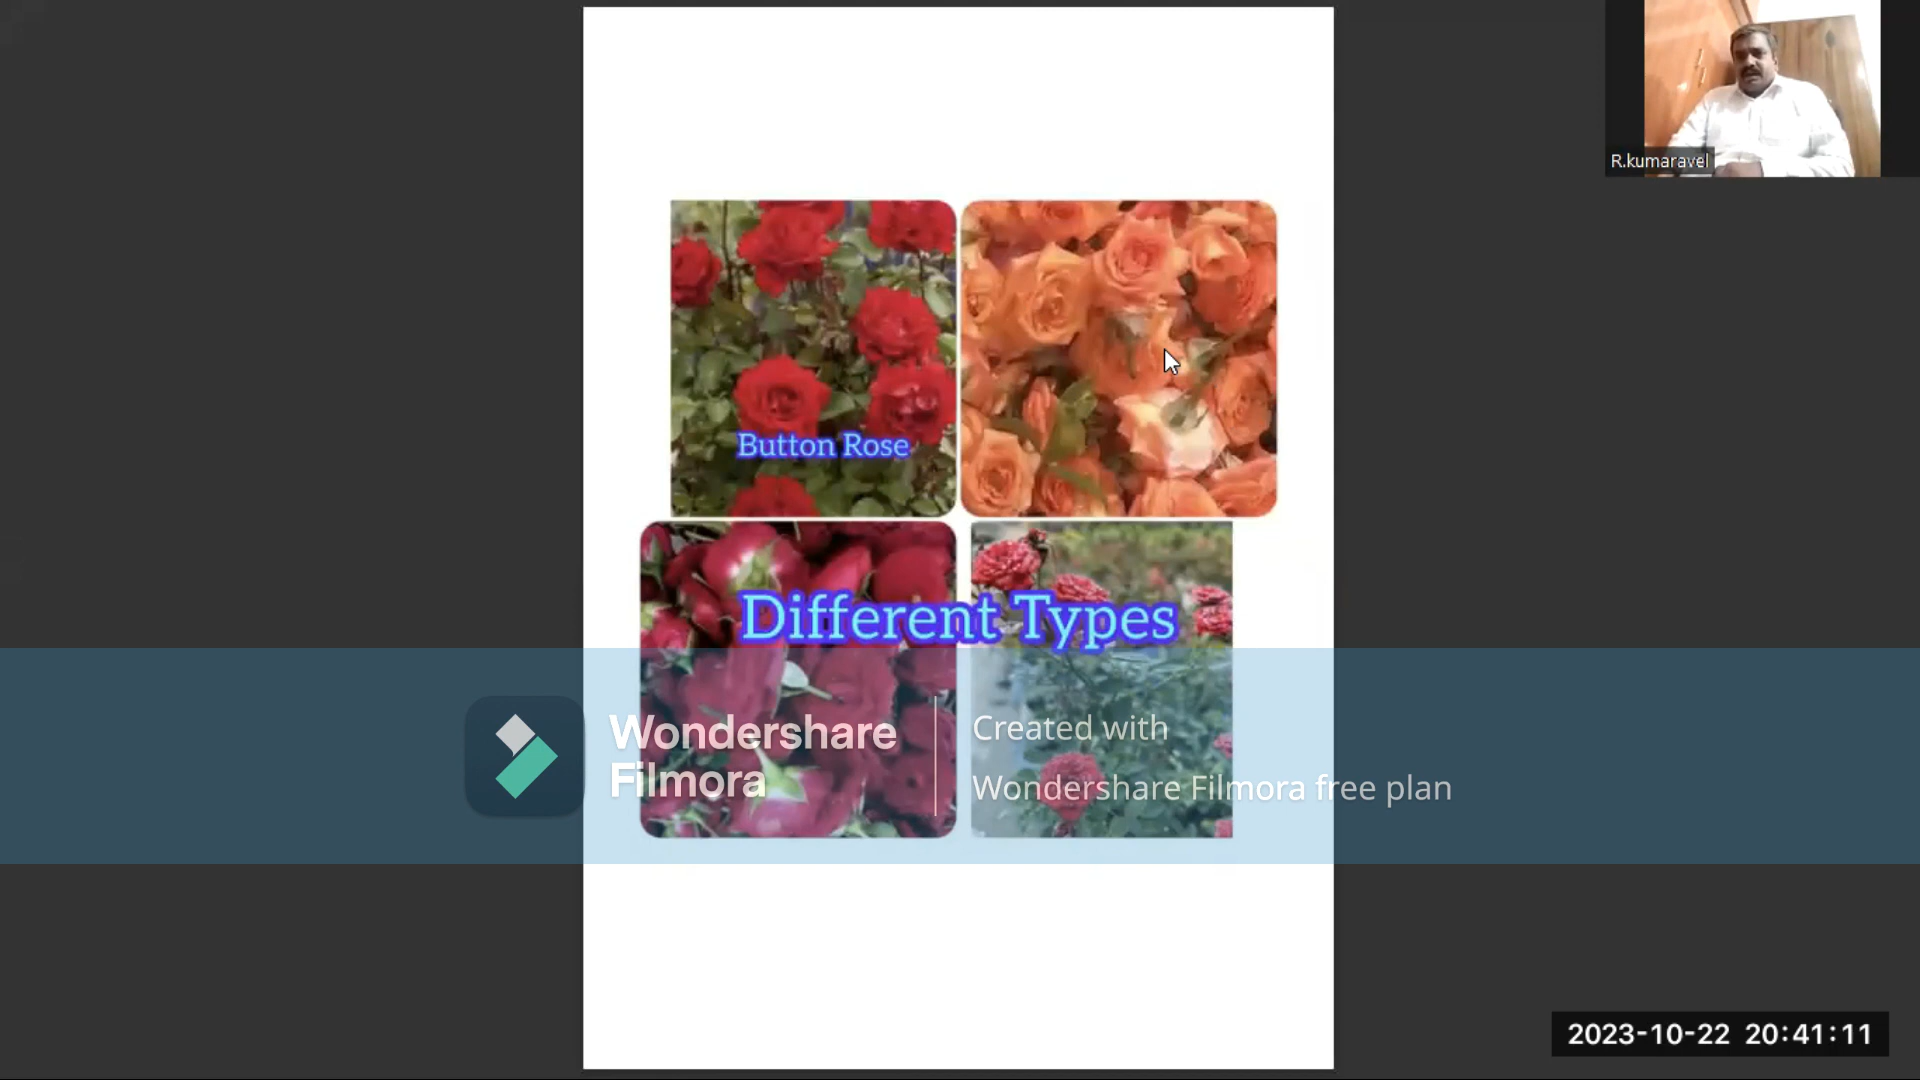 R.kumaravel
Button Rose
Different Types
Wondershare
Filmora
Created with
Wondershare Filmora free plan
2023-10-22 20:41:11